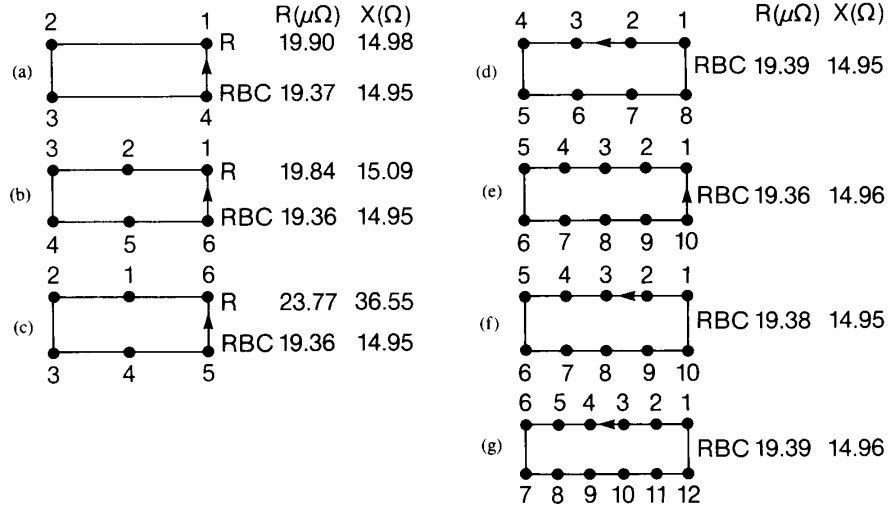 R(μΩ) X(Ω)
2 1
R 19.90 14.98
(a)
RBC 19.37 14.95
3 4
3 2 1
R 19.84 15.09
(b)
RBC 19.36 14.95
4 5 6
2 1 6
R 23.77 36.55
(c)
RBC 19.36 14.95
3 4 5
R(μΩ) X(Ω)
4 3 2 1
(d)
RBC 19.39 14.95
5 6 7 8
5 4 3 2 1
(e)
RBC 19.36 14.96
6 7 8 9 10
5 4 3 2 1
(f)
RBC 19.38 14.95
6 7 8 9 10
6 5 4 3 2 1
(g)
RBC 19.39 14.96
7 8 9 10 11 12